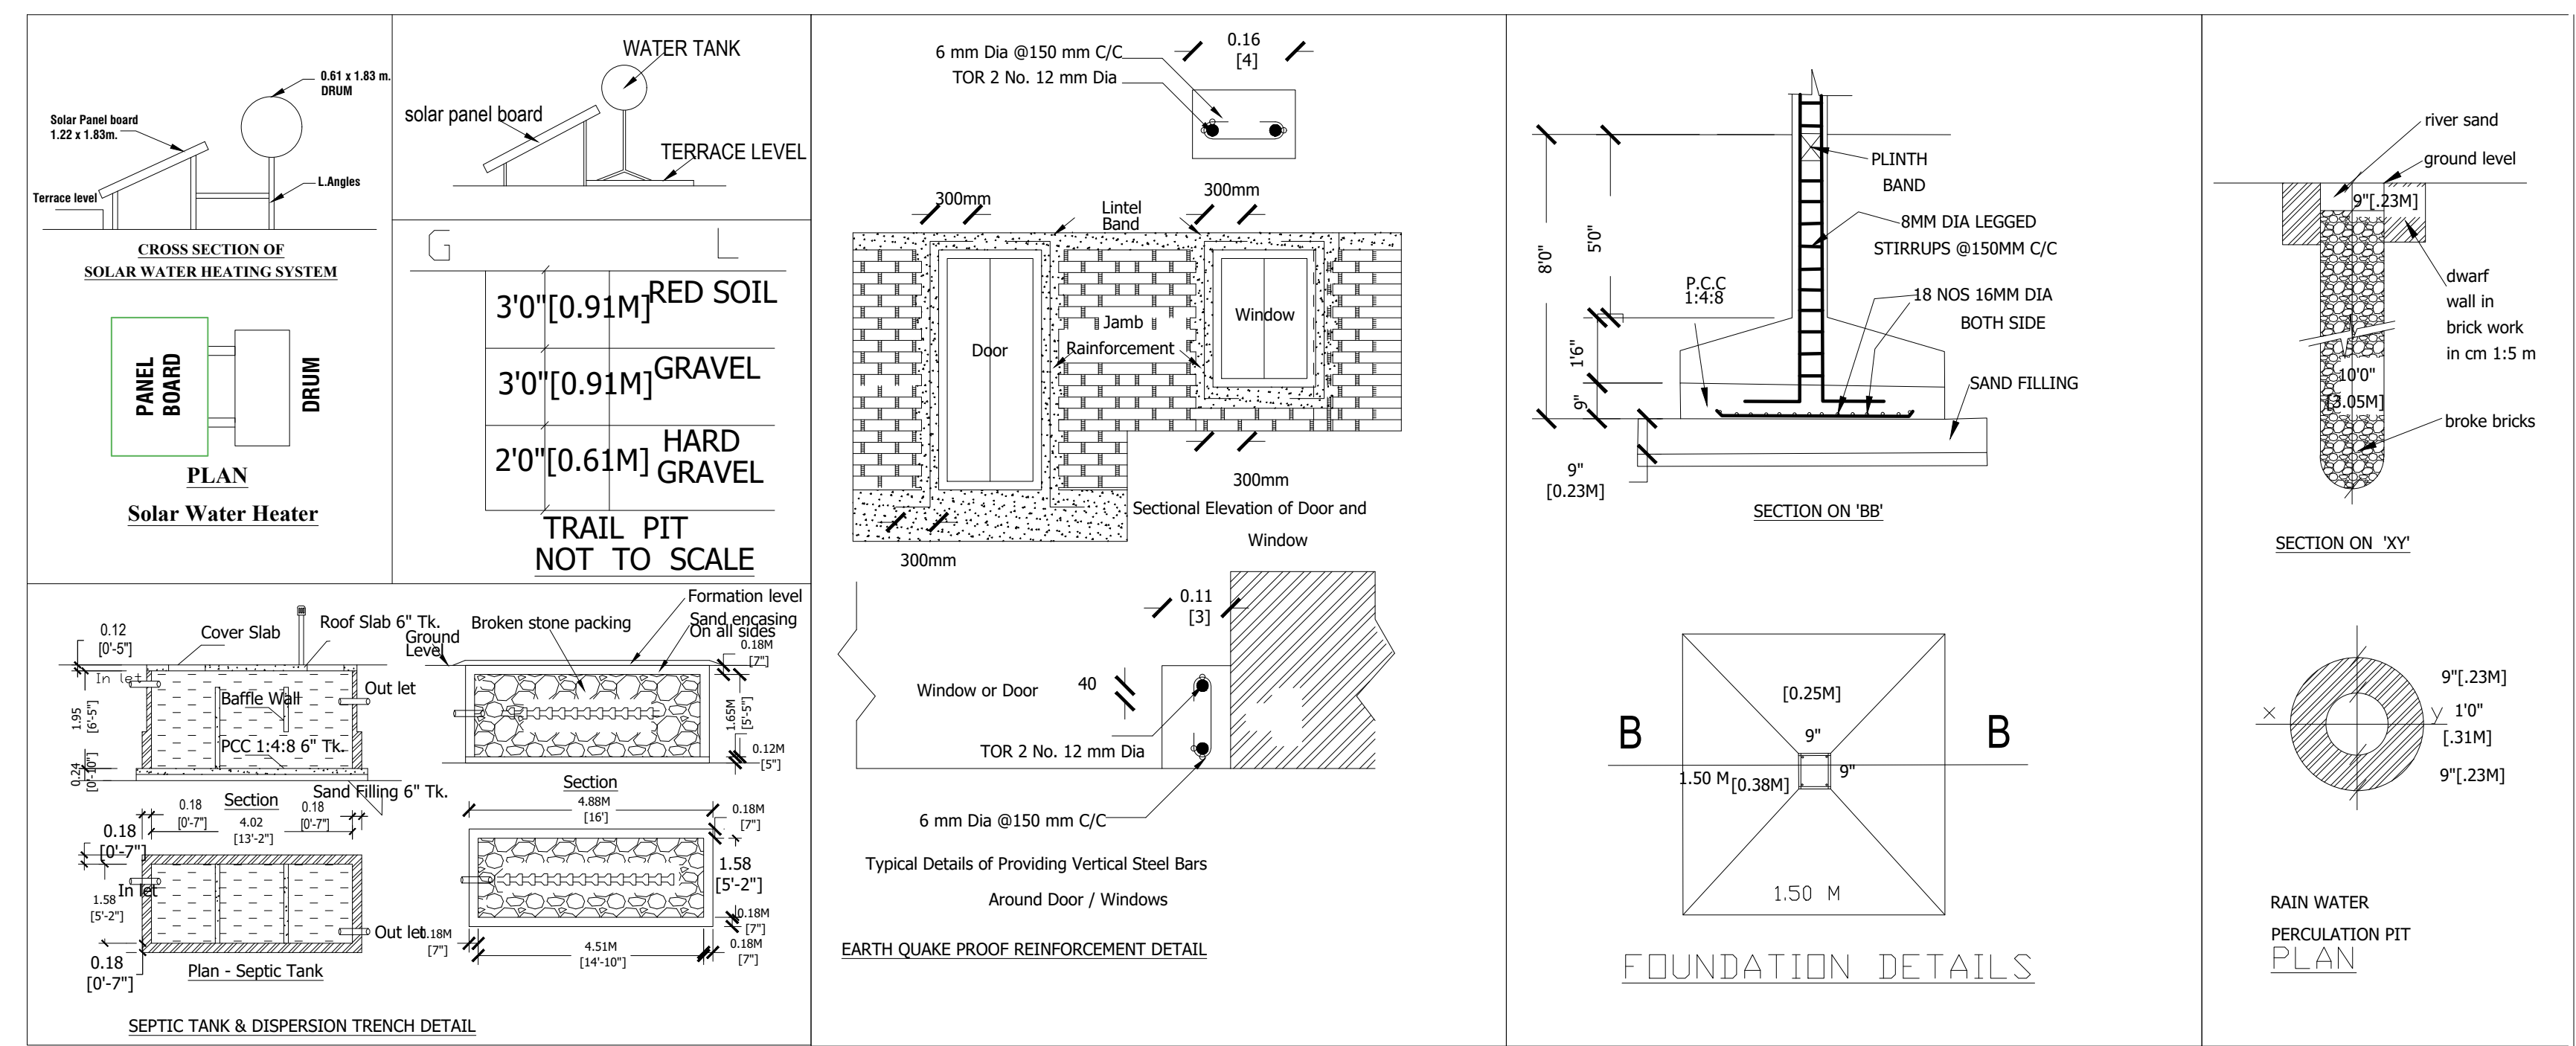 0.61 x 1.83 m.
DRUM
Solar Panel board
1.22 x 1.83m.
L.Angles
Terrace level
CROSS SECTION OF
SOLAR WATER HEATING SYSTEM
PANEL
BOARD
DRUM
PLAN
Solar Water Heater
WATER TANK
solar panel board
TERRACE LEVEL
G L
3'0"[0.91M] RED SOIL
3'0"[0.91M] GRAVEL
2'0"[0.61M] HARD
GRAVEL
TRAIL PIT
NOT TO SCALE
0.12
[0'-5"]
Cover Slab
Roof Slab 6" Tk.
In let
Out let
Baffle Wall
1.95
[6'-5"]
PCC 1:4:8 6" Tk.
0.24
[0'-10"]
Section
Sand Filling 6" Tk.
0.18
[0'-7"]
4.02
[13'-2"]
0.18
[0'-7"]
0.18
[0'-7"]
In let
1.58
[5'-2"]
Out let
0.18
[0'-7"]
Plan - Septic Tank
Formation level
Sand encasing
On all sides
Broken stone packing
Ground
Level
0.18M
[7"]
1.65M
[5'-5"]
0.12M
[5"]
Section
4.88M
[16']
0.18M
[7"]
1.58
[5'-2"]
0.18M
[7"]
0.18M
[7"]
4.51M
[14'-10"]
0.18M
[7"]
SEPTIC TANK & DISPERSION TRENCH DETAIL
6 mm Dia @150 mm C/C
TOR 2 No. 12 mm Dia
0.16
[4]
300mm
Lintel
Band
300mm
Door
Jamb
Rainforcement
Window
300mm
300mm
Sectional Elevation of Door and
Window
0.11
[3]
Window or Door
40
TOR 2 No. 12 mm Dia
6 mm Dia @150 mm C/C
Typical Details of Providing Vertical Steel Bars
Around Door / Windows
EARTH QUAKE PROOF REINFORCEMENT DETAIL
PLINTH
BAND
8MM DIA LEGGED
STIRRUPS @150MM C/C
8'0"
5'0"
P.C.C
1:4:8
18 NOS 16MM DIA
BOTH SIDE
1'6"
9"
SAND FILLING
9"
[0.23M]
SECTION ON 'BB'
[0.25M]
9"
B B
9"
1.50 M
[0.38M]
1.50 M
FOUNDATION DETAILS
river sand
ground level
9"[.23M]
dwarf
wall in
brick work
in cm 1:5 m
10'0"
[3.05M]
broke bricks
SECTION ON 'XY'
9"[.23M]
x y
1'0"
[.31M]
9"[.23M]
RAIN WATER
PERCULATION PIT
PLAN